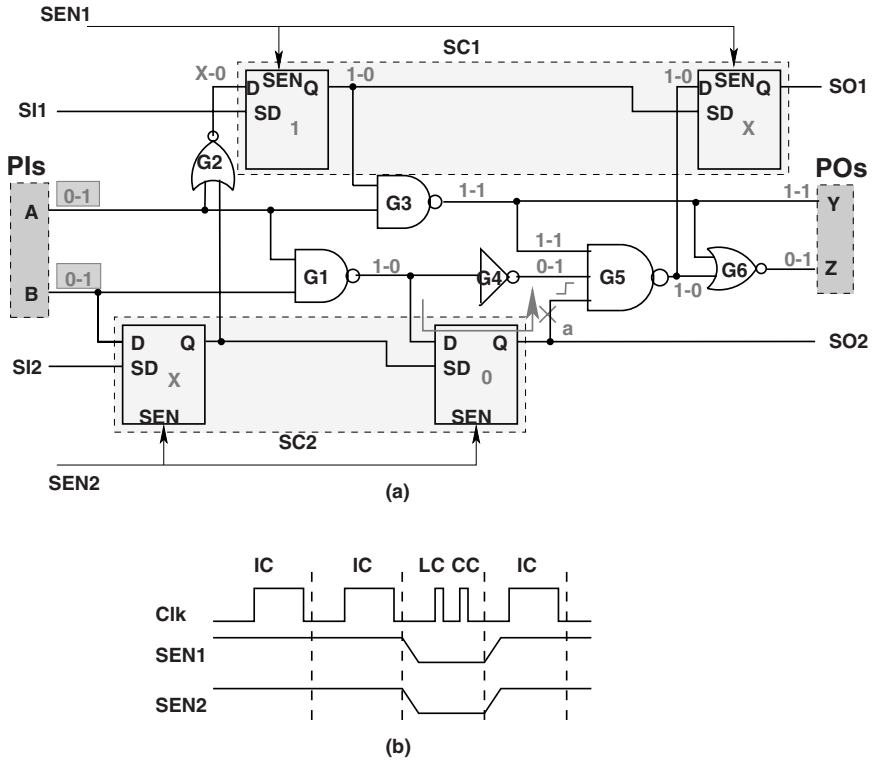 SEN1
SC1
X-0
D SEN Q
SD
1
1-0
1-0
D SEN Q
SD
X
SO1
SI1
G2
PIs
POs
0-1
A
G3
1-1
1-1
Y
0-1
B
G1
1-0
G4
1-1
0-1
G5
1-0
G6
0-1
Z
a
D Q
SD
X
SEN
D Q
SD
0
SEN
SO2
SI2
SC2
SEN2
(a)
IC IC LC CC IC
Clk
SEN1
SEN2
(b)